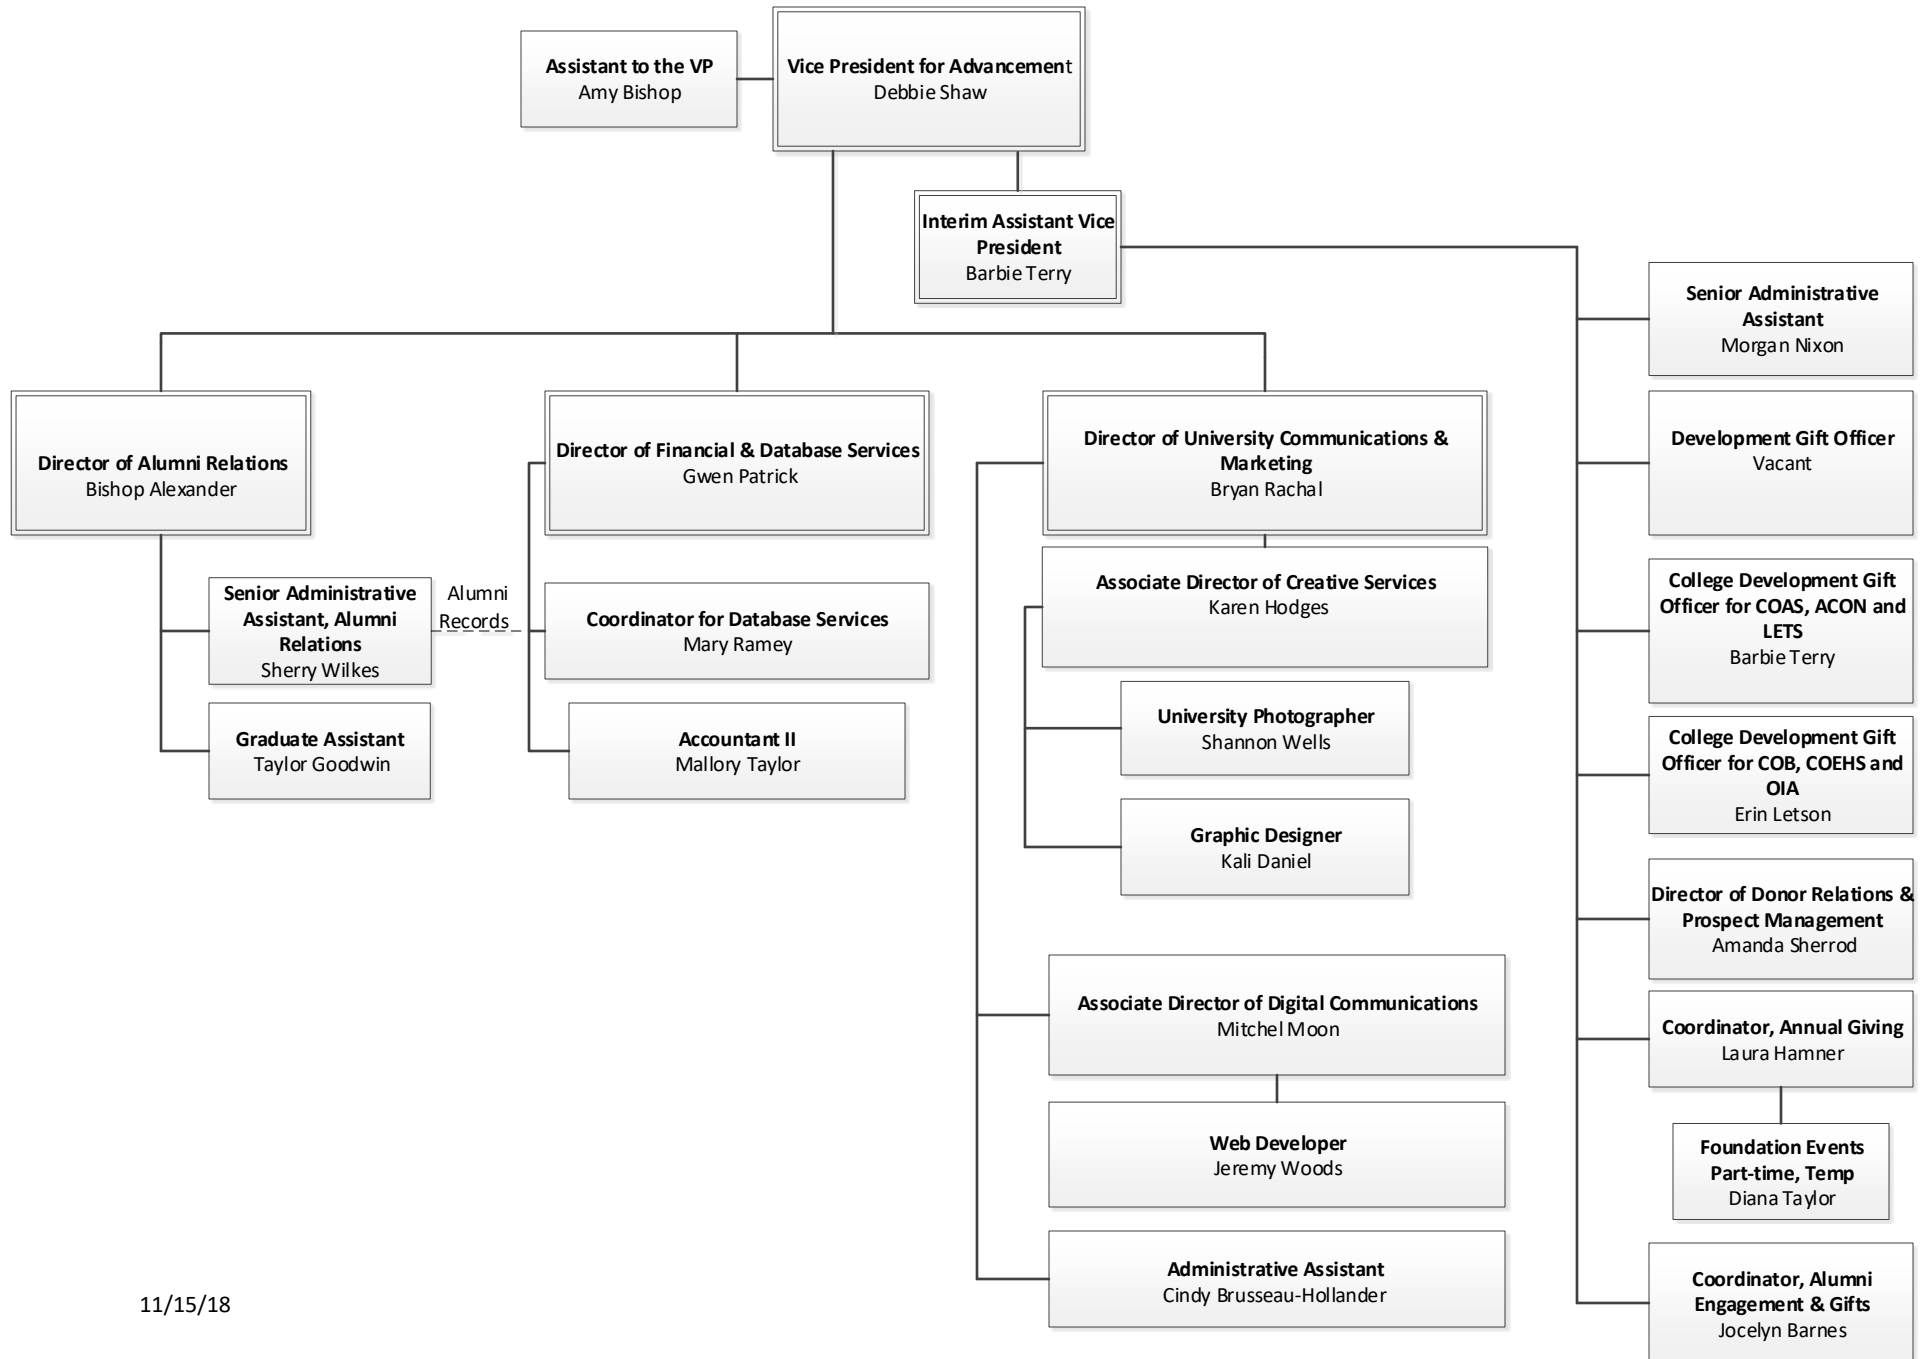 Assistant to the VP
Amy Bishop
Vice President for Advancement
Debbie Shaw
Interim Assistant Vice
President
Barbie Terry
Senior Administrative
Assistant
Morgan Nixon
Director of Alumni Relations
Bishop Alexander
Director of Financial & Database Services
Gwen Patrick
Director of University Communications &
Marketing
Bryan Rachal
Development Gift Officer
Vacant
Senior Administrative
Assistant, Alumni
Relations
Sherry Wilkes
Alumni
Records
Coordinator for Database Services
Mary Ramey
Associate Director of Creative Services
Karen Hodges
College Development Gift
Officer for COAS, ACON and
LETS
Barbie Terry
Graduate Assistant
Taylor Goodwin
Accountant II
Mallory Taylor
University Photographer
Shannon Wells
College Development Gift
Officer for COB, COEHS and
OIA
Erin Letson
Graphic Designer
Kali Daniel
Director of Donor Relations &
Prospect Management
Amanda Sherrod
Associate Director of Digital Communications
Mitchel Moon
Coordinator, Annual Giving
Laura Hamner
Web Developer
Jeremy Woods
Foundation Events
Part-time, Temp
Diana Taylor
Administrative Assistant
Cindy Brusseau-Hollander
Coordinator, Alumni
Engagement & Gifts
Jocelyn Barnes
11/15/18